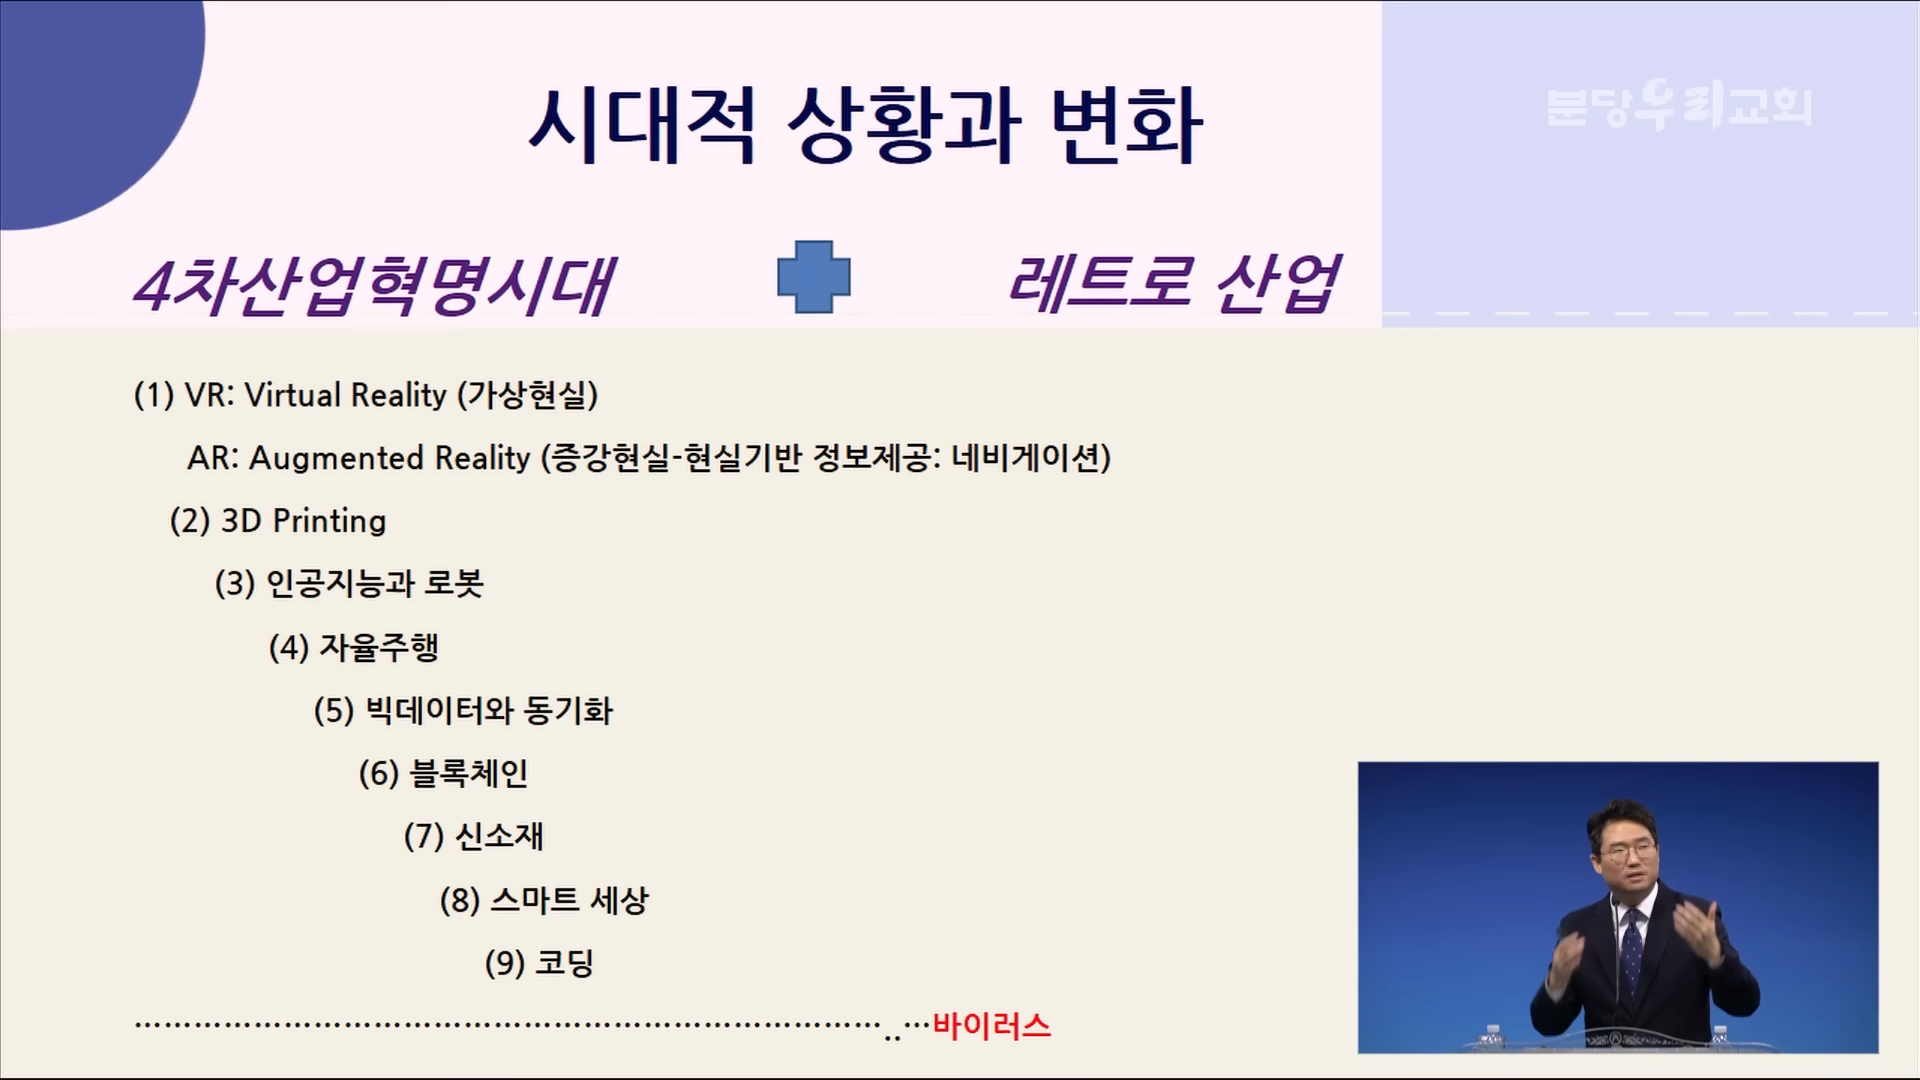 시대적 상황과 변화
분당우리교회
4차산업혁명시대
레트로 산업
(1) VR: Virtual Reality (가상현실)
AR: Augmented Reality (증강현실-현실기반 정보제공: 네비게이션)
(2) 3D Printing
(3) 인공지능과 로봇
(4) 자율주행
(5) 빅데이터와 동기화
(6) 블록체인
(7) 신소재
(8) 스마트 세상
(9) 코딩
…………………………………………………………………..…바이러스